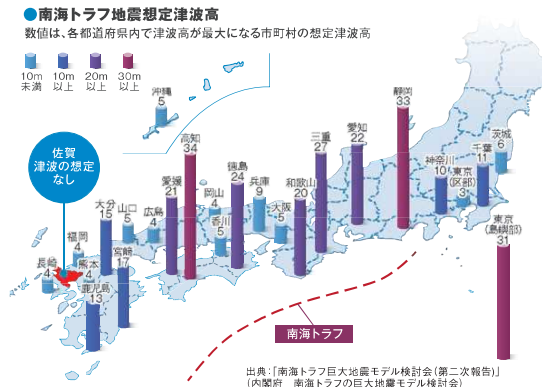 ●南海トラフ地震想定津波高
数値は、各都道府県内で津波高が最大になる市町村の想定津波高
10m
未満
10m
以上
20m
以上
30m
以上
沖縄
5
佐賀
津波の想定
なし
高知
34
静岡
33
愛知
22
三重
27
茨城
6
千葉
11
神奈川
10
東京
(区部)
3
東京
(島嶼部)
31
徳島
24
兵庫
9
和歌山
20
大阪
5
愛媛
21
岡山
4
香川
5
広島
4
山口
5
大分
15
宮崎
17
福岡
4
長崎
4
熊本
4
鹿児島
13
南海トラフ
出典:『南海トラフ巨大地震モデル検討会(第二次報告)』
(内閣府 南海トラフの巨大地震モデル検討会)